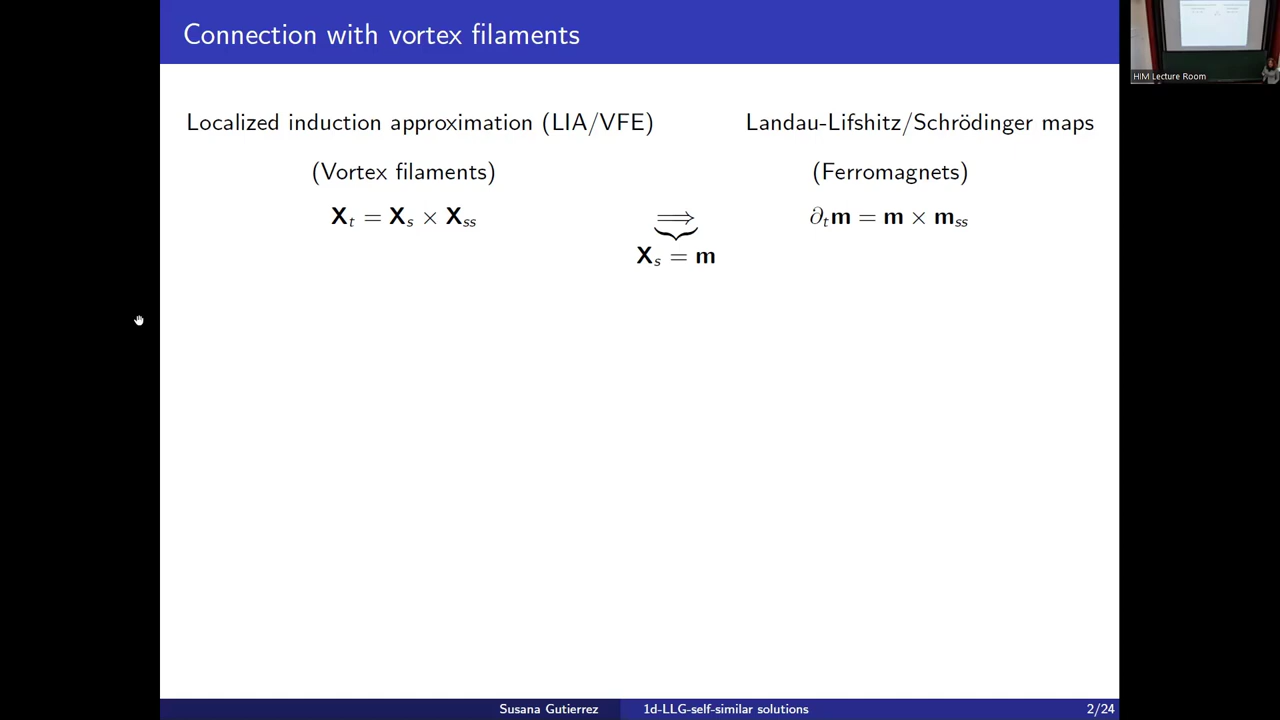 Connection with vortex filaments
HIM Lecture Room
Localized induction approximation (LIA/VFE)
Landau-Lifshitz/Schrödinger maps
(Vortex filaments)
(Ferromagnets)
X_t = X_s × X_ss
⟹
∂_t m = m × m_ss
X_s = m
Susana Gutierrez
1d-LLG-self-similar solutions
2/24